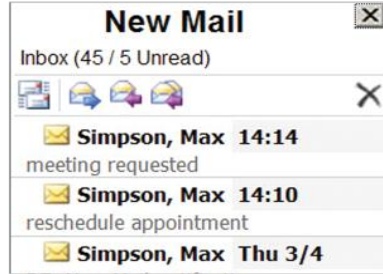 New Mail
Inbox (45 / 5 Unread)
Simpson, Max 14:14
meeting requested
Simpson, Max 14:10
reschedule appointment
Simpson, Max Thu 3/4